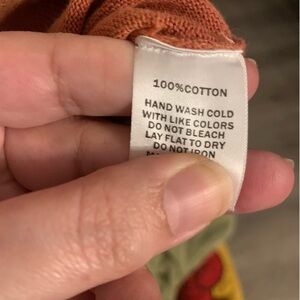 100%COTTON
HAND WASH COLD
WITH LIKE COLORS
DO NOT BLEACH
LAY FLAT TO DRY
DO NOT IRON